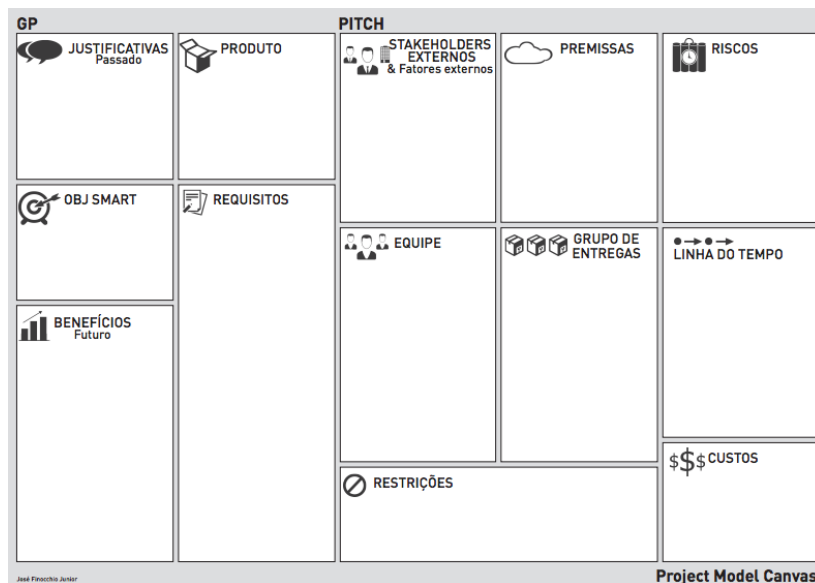 GP
PITCH
JUSTIFICATIVAS
Passado
PRODUTO
STAKEHOLDERS
EXTERNOS
& Fatores externos
PREMISSAS
RISCOS
OBJ SMART
REQUISITOS
EQUIPE
GRUPO DE
ENTREGAS
LINHA DO TEMPO
BENEFÍCIOS
Futuro
RESTRIÇÕES
$$$ CUSTOS
José Finocchio Junior
Project Model Canvas